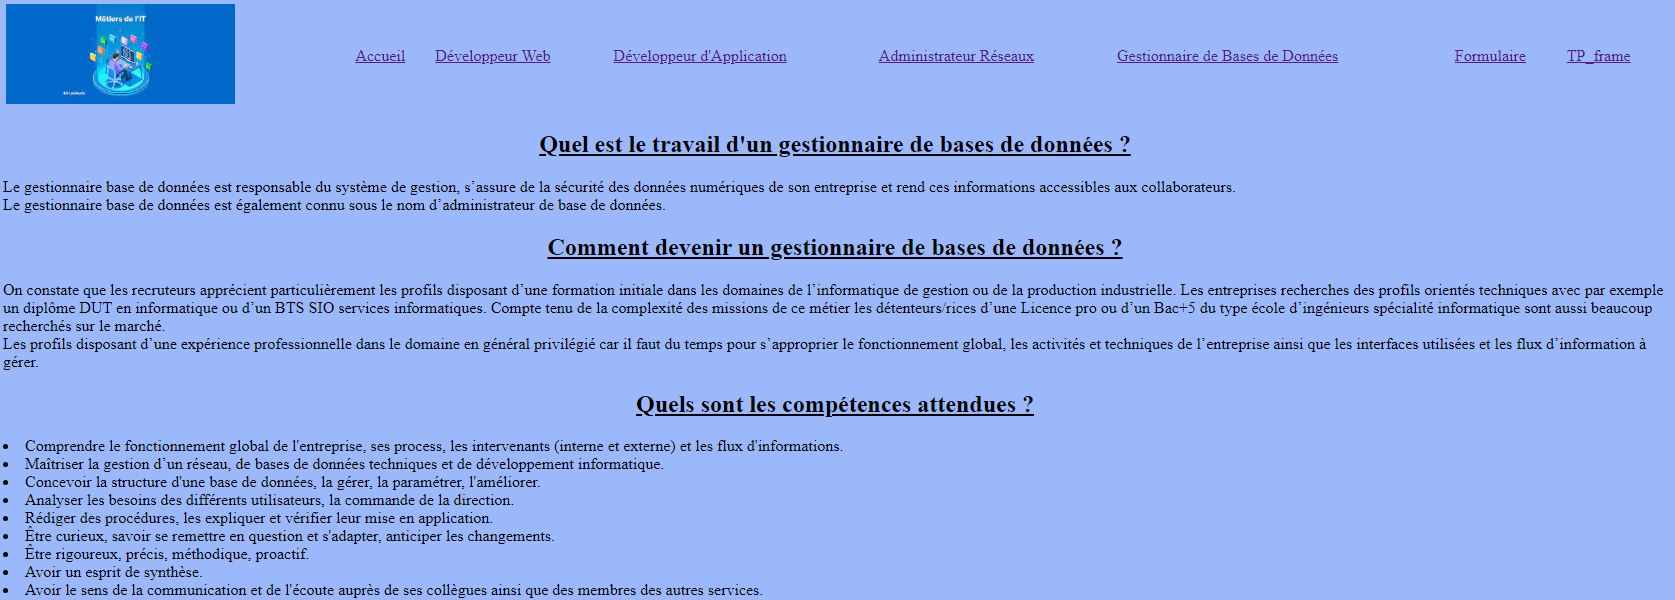 Métiers de l'IT
Accueil Développeur Web Développeur d'Application Administrateur Réseaux Gestionnaire de Bases de Données Formulaire TP_frame
Quel est le travail d'un gestionnaire de bases de données ?
Le gestionnaire base de données est responsable du système de gestion, s’assure de la sécurité des données numériques de son entreprise et rend ces informations accessibles aux collaborateurs.
Le gestionnaire base de données est également connu sous le nom d’administrateur de base de données.
Comment devenir un gestionnaire de bases de données ?
On constate que les recruteurs apprécient particulièrement les profils disposant d’une formation initiale dans les domaines de l’informatique de gestion ou de la production industrielle. Les entreprises recherches des profils orientés techniques avec par exemple
un diplôme DUT en informatique ou d’un BTS SIO services informatiques. Compte tenu de la complexité des missions de ce métier les détenteurs/rices d’une Licence pro ou d’un Bac+5 du type école d’ingénieurs spécialité informatique sont aussi beaucoup
recherchés sur le marché.
Les profils disposant d’une expérience professionnelle dans le domaine en général privilégié car il faut du temps pour s’approprier le fonctionnement global, les activités et techniques de l’entreprise ainsi que les interfaces utilisées et les flux d’information à
gérer.
Quels sont les compétences attendues ?
• Comprendre le fonctionnement global de l'entreprise, ses process, les intervenants (interne et externe) et les flux d'informations.
• Maîtriser la gestion d’un réseau, de bases de données techniques et de développement informatique.
• Concevoir la structure d'une base de données, la gérer, la paramétrer, l'améliorer.
• Analyser les besoins des différents utilisateurs, la commande de la direction.
• Rédiger des procédures, les expliquer et vérifier leur mise en application.
• Être curieux, savoir se remettre en question et s'adapter, anticiper les changements.
• Être rigoureux, précis, méthodique, proactif.
• Avoir un esprit de synthèse.
• Avoir le sens de la communication et de l'écoute auprès de ses collègues ainsi que des membres des autres services.